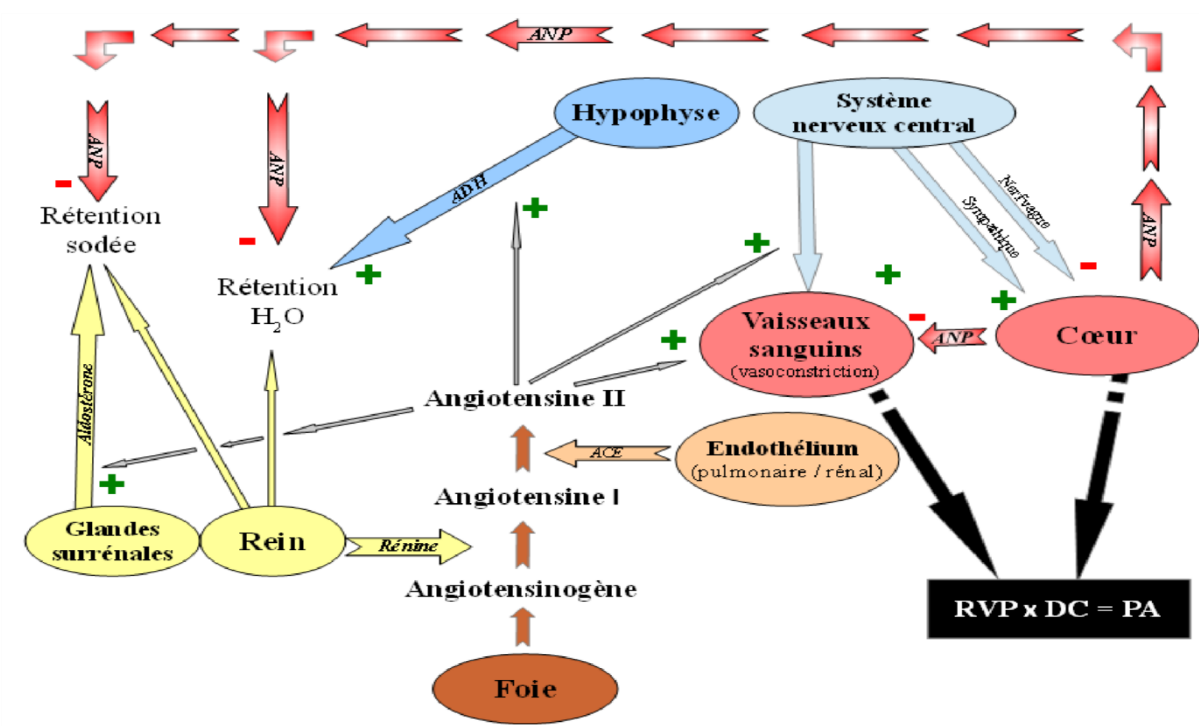 ANP
Hypophyse
Système
nerveux central
ANP
ANP
ADH
Nerf vague
Sympathique
ANP
-
+
+
-
Rétention
sodée
-
+
+
+
Rétention
H2O
Vaisseaux
sanguins
(vasoconstriction)
-
ANP
Cœur
+
Angiotensine II
Aldostérone
ACE
Endothélium
(pulmonaire / rénal)
+
Angiotensine I
Glandes
surrénales
Rein
Rénine
Angiotensinogène
RVP x DC = PA
Foie